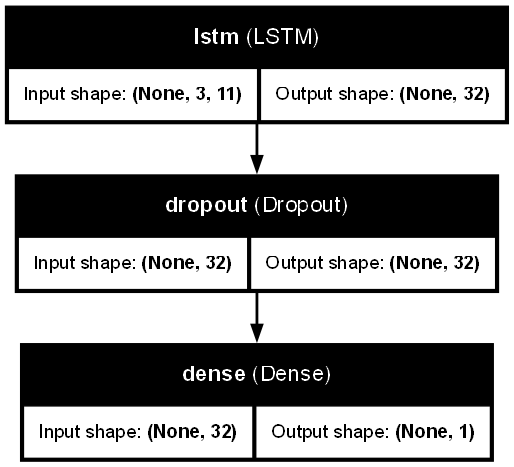 lstm (LSTM)
Input shape: (None, 3, 11) Output shape: (None, 32)
dropout (Dropout)
Input shape: (None, 32) Output shape: (None, 32)
dense (Dense)
Input shape: (None, 32) Output shape: (None, 1)